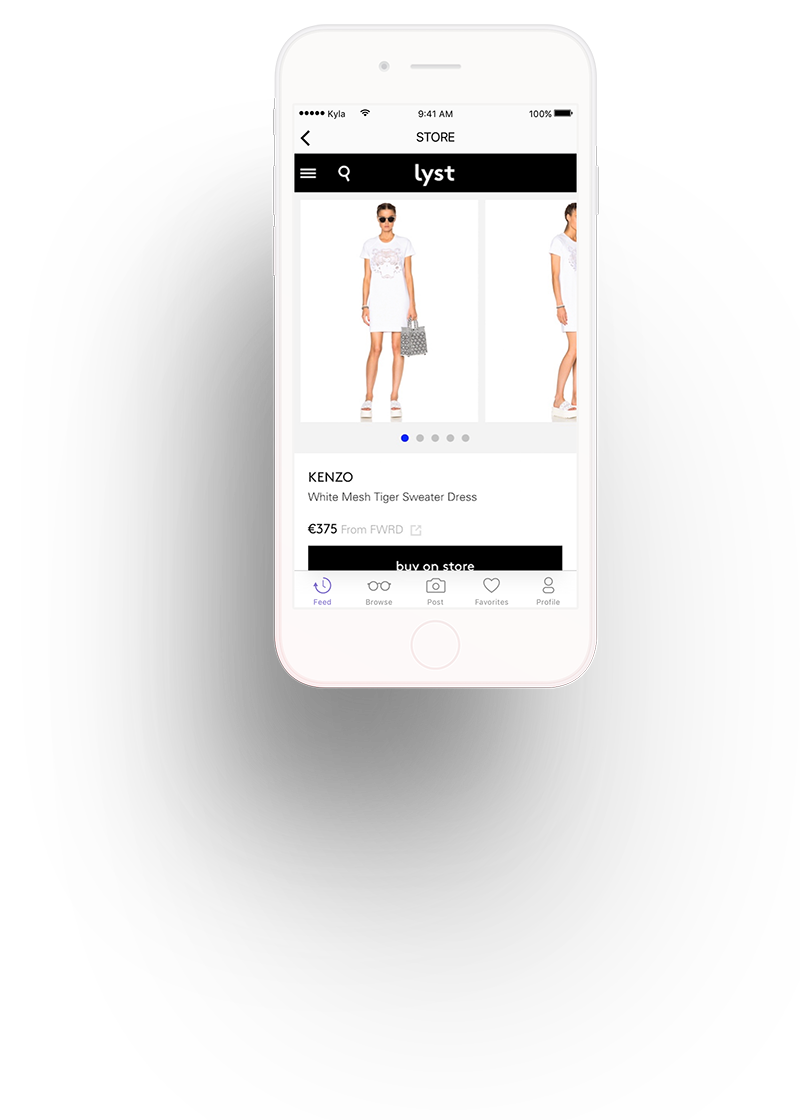 Kyla 9:41 AM 100%
STORE
lyst
KENZO
White Mesh Tiger Sweater Dress
€375 From FWRD
buy on store
Feed Browse Post Favorites Profile